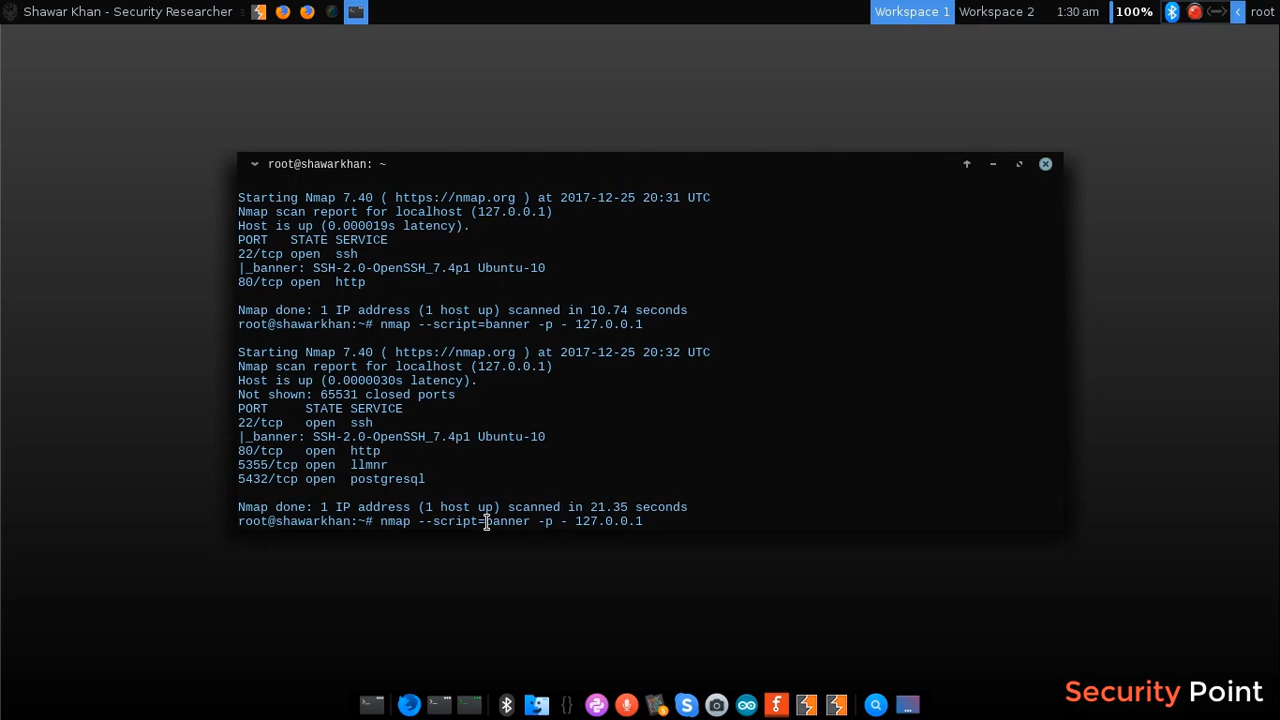 Shawar Khan - Security Researcher
Workspace 1 Workspace 2 1:30 am 100% root
root@shawarkhan: ~
Starting Nmap 7.40 ( https://nmap.org ) at 2017-12-25 20:31 UTC
Nmap scan report for localhost (127.0.0.1)
Host is up (0.000019s latency).
PORT   STATE SERVICE
22/tcp open  ssh
|_banner: SSH-2.0-OpenSSH_7.4p1 Ubuntu-10
80/tcp open  http
Nmap done: 1 IP address (1 host up) scanned in 10.74 seconds
root@shawarkhan:~# nmap --script=banner -p - 127.0.0.1
Starting Nmap 7.40 ( https://nmap.org ) at 2017-12-25 20:32 UTC
Nmap scan report for localhost (127.0.0.1)
Host is up (0.0000030s latency).
Not shown: 65531 closed ports
PORT     STATE SERVICE
22/tcp   open  ssh
|_banner: SSH-2.0-OpenSSH_7.4p1 Ubuntu-10
80/tcp   open  http
5355/tcp open  llmnr
5432/tcp open  postgresql
Nmap done: 1 IP address (1 host up) scanned in 21.35 seconds
root@shawarkhan:~# nmap --script=banner -p - 127.0.0.1
Security Point